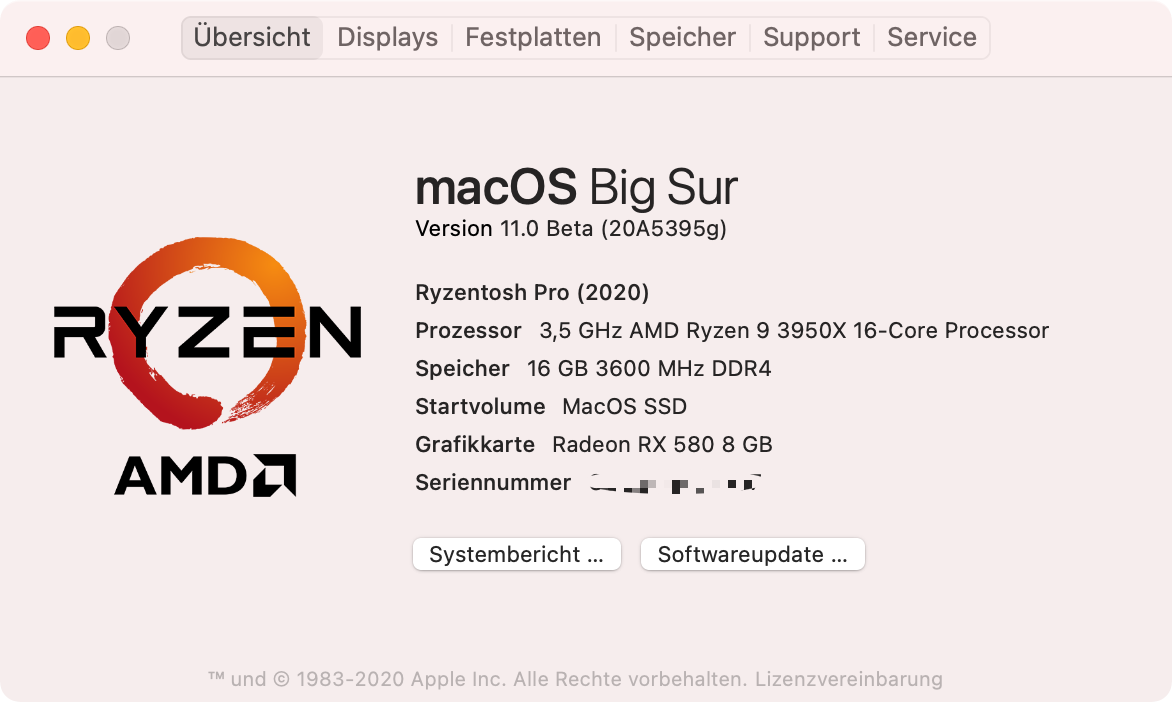 Übersicht Displays Festplatten Speicher Support Service
macOS Big Sur
Version 11.0 Beta (20A5395g)
RYZEN
AMD
Ryzentosh Pro (2020)
Prozessor 3,5 GHz AMD Ryzen 9 3950X 16-Core Processor
Speicher 16 GB 3600 MHz DDR4
Startvolume MacOS SSD
Grafikkarte Radeon RX 580 8 GB
Seriennummer
Systembericht ... Softwareupdate ...
™ und © 1983-2020 Apple Inc. Alle Rechte vorbehalten. Lizenzvereinbarung